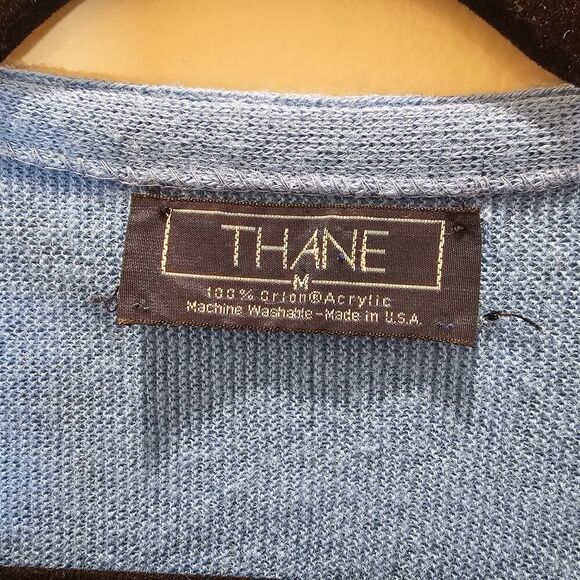 THANE
M
100% Orlon® Acrylic
Machine Washable - Made in U.S.A.